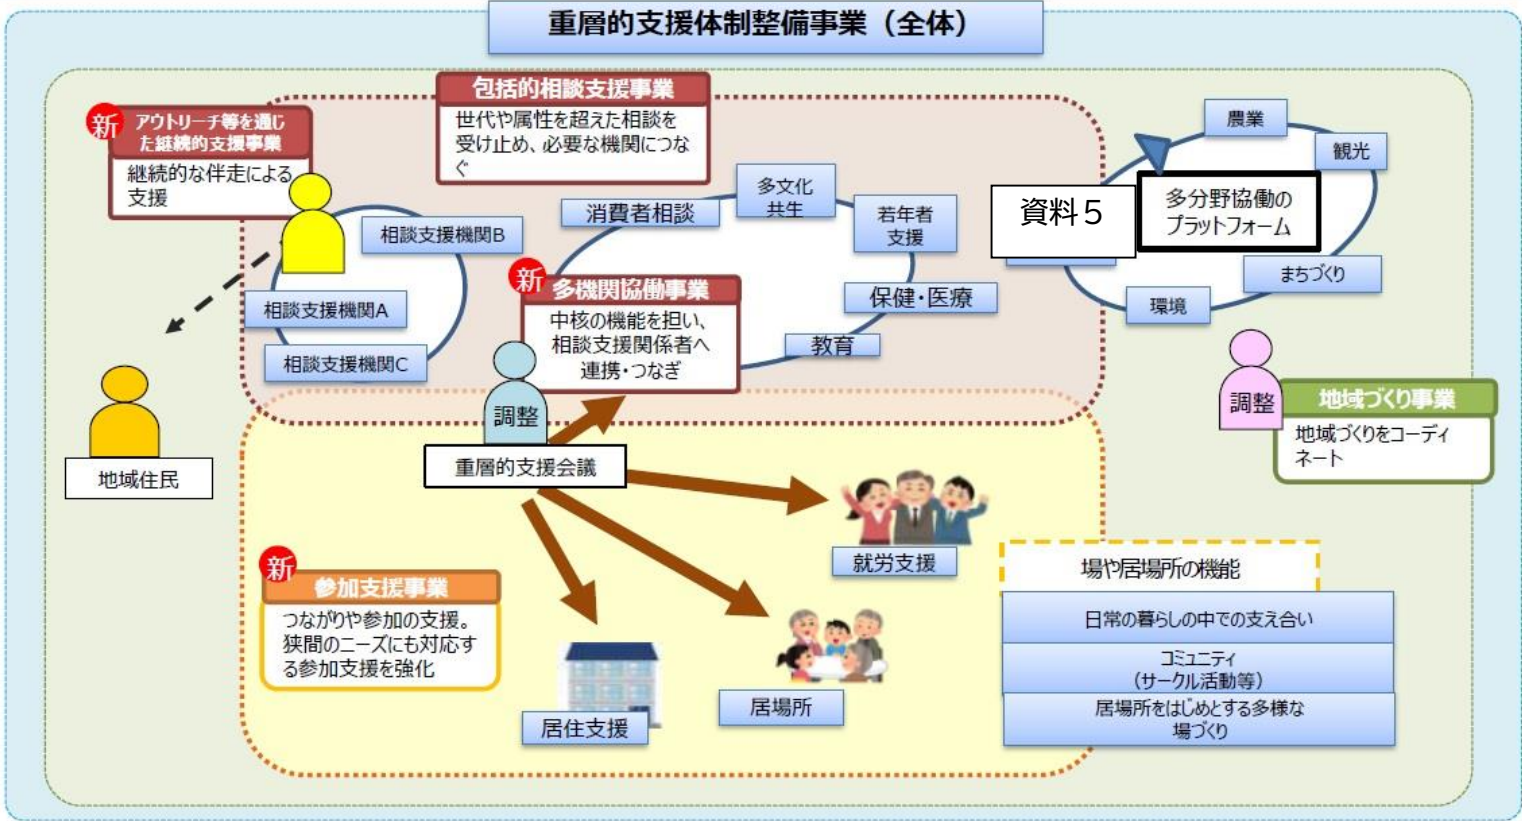 重層的支援体制整備事業（全体）
新
アウトリーチ等を通じ
た継続的支援事業
継続的な伴走による
支援
包括的相談支援事業
世代や属性を超えた相談を
受け止め、必要な機関につな
ぐ
相談支援機関B
相談支援機関A
相談支援機関C
消費者相談
多文化
共生
若年者
支援
保健・医療
教育
新
多機関協働事業
中核の機能を担い、
相談支援関係者へ
連携・つなぎ
農業
観光
資料５
多分野協働の
プラットフォーム
まちづくり
環境
調整
地域づくり事業
地域づくりをコーディ
ネート
地域住民
調整
重層的支援会議
新
参加支援事業
つながりや参加の支援。
狭間のニーズにも対応す
る参加支援を強化
就労支援
居場所
居住支援
場や居場所の機能
日常の暮らしの中での支え合い
コミュニティ
（サークル活動等）
居場所をはじめとする多様な
場づくり